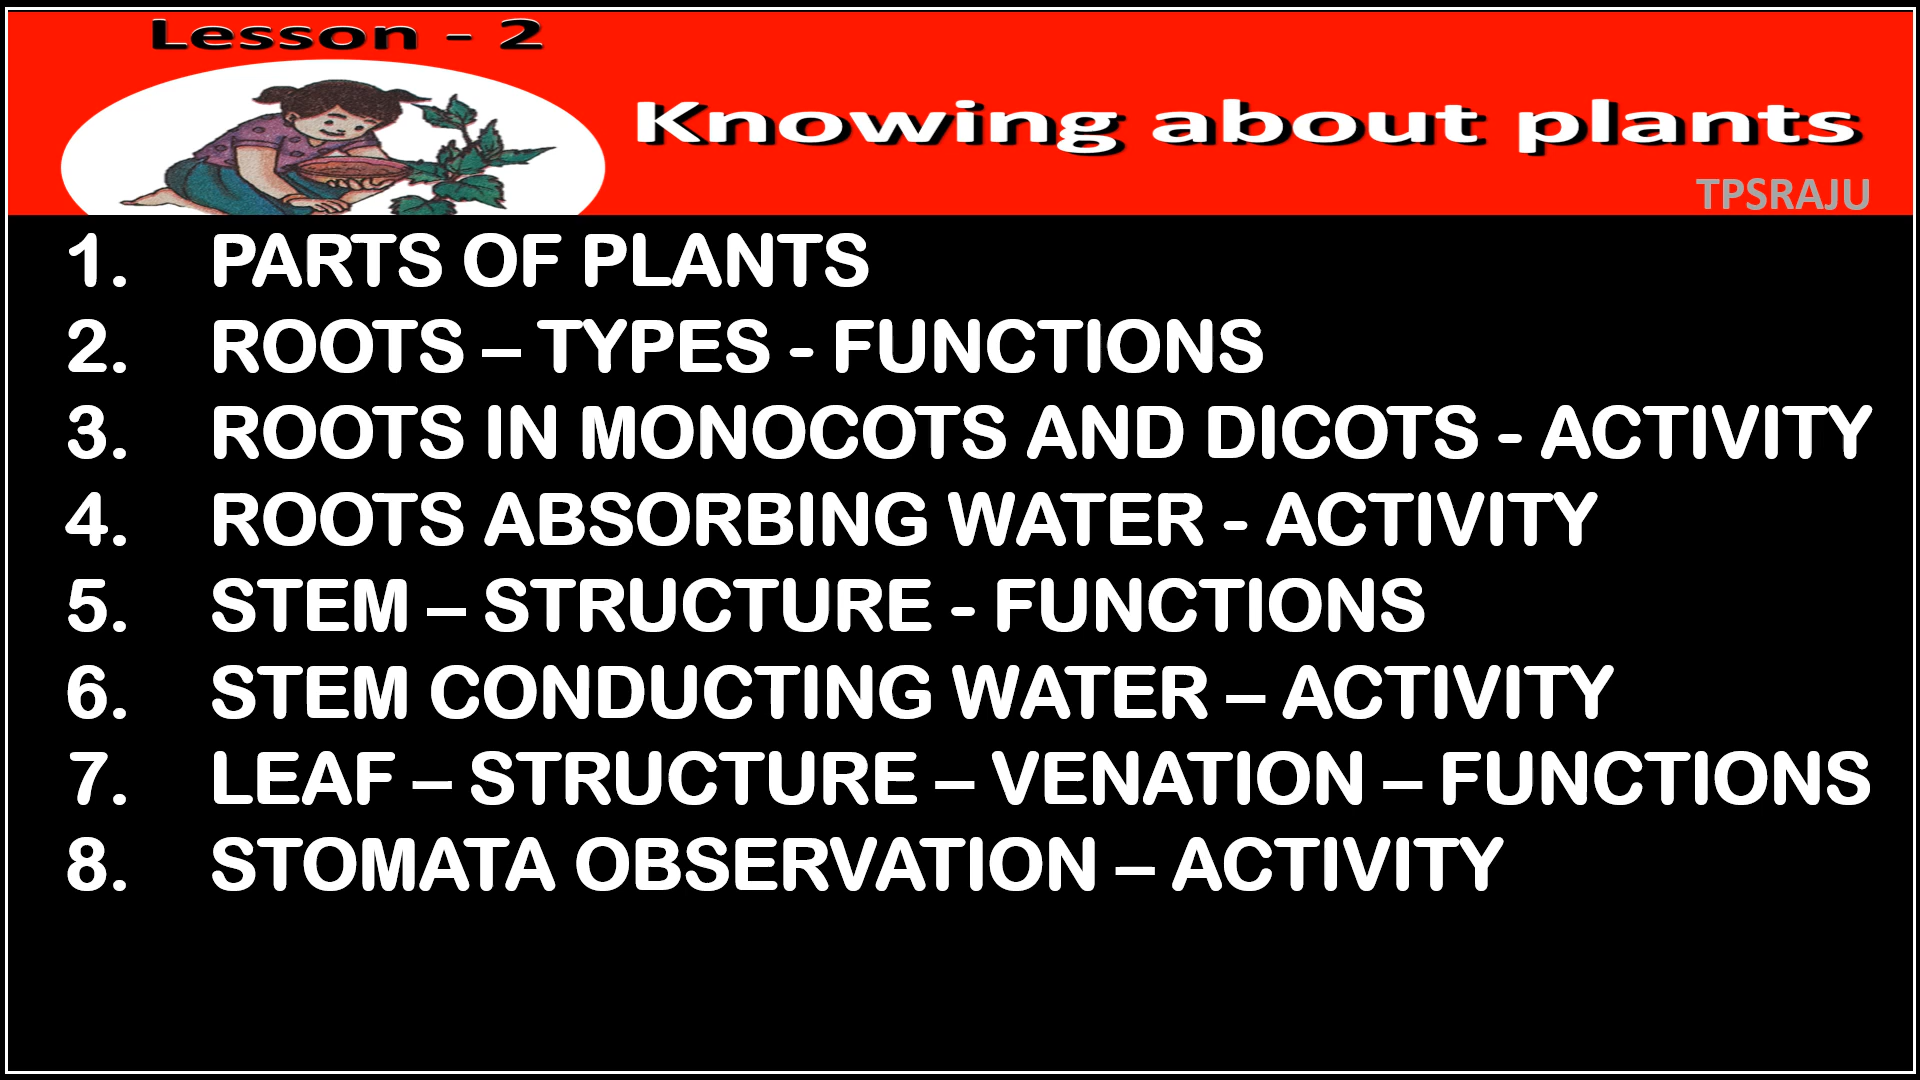 Lesson - 2
Knowing about plants
TPSRAJU
1. PARTS OF PLANTS
2. ROOTS – TYPES - FUNCTIONS
3. ROOTS IN MONOCOTS AND DICOTS - ACTIVITY
4. ROOTS ABSORBING WATER - ACTIVITY
5. STEM – STRUCTURE - FUNCTIONS
6. STEM CONDUCTING WATER – ACTIVITY
7. LEAF – STRUCTURE – VENATION – FUNCTIONS
8. STOMATA OBSERVATION – ACTIVITY